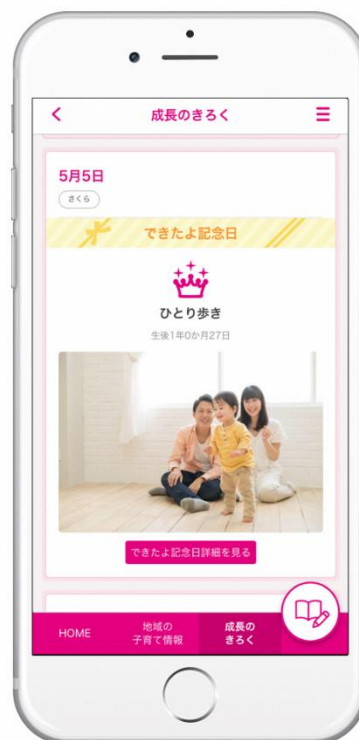 成長のきろく
5月5日
さくら
できたよ記念日
ひとり歩き
生後1年0か月27日
できたよ記念日詳細を見る
HOME
地域の
子育て情報
成長の
きろく